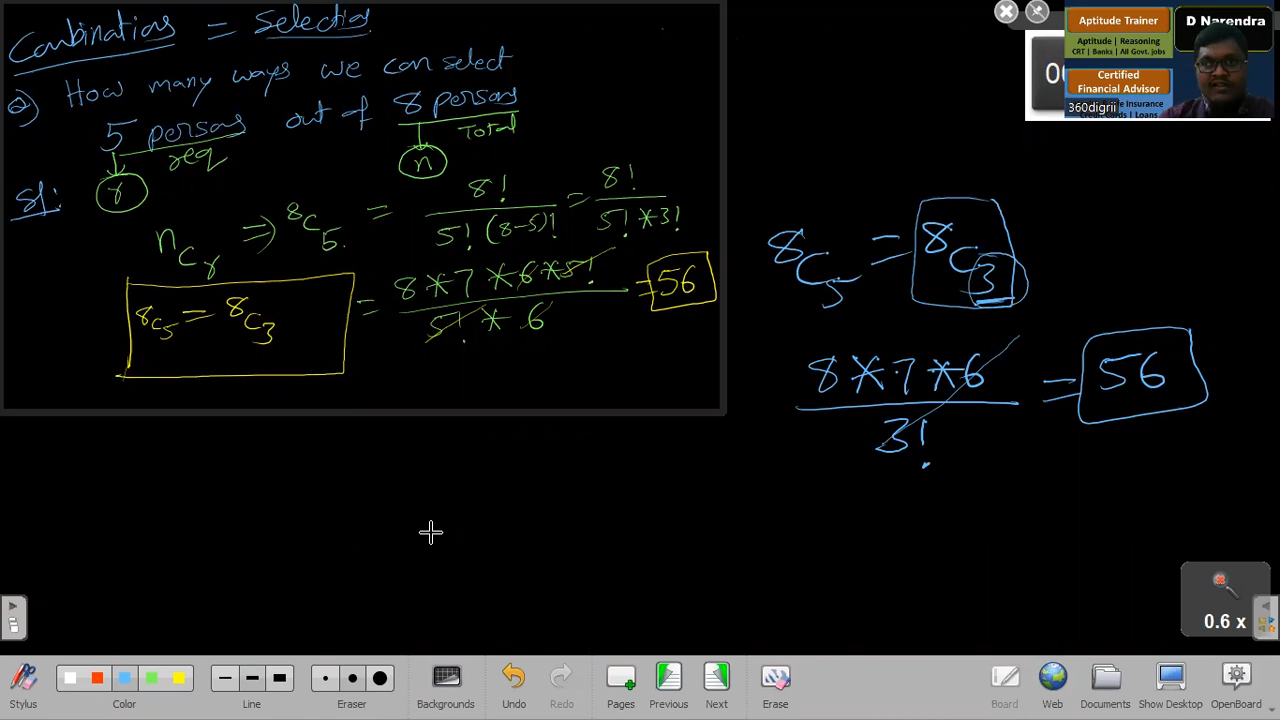 Combinations = Selection
Q) How many ways we can select
5 persons out of 8 persons
req Total
r n
Sol:
nCr => 8C5 = 8! / 5! (8-5)! = 8! / 5! * 3!
= 8 * 7 * 6 * 5! / 5! * 6 = 56
8C5 = 8C3
8C5 = 8C3
8 * 7 * 6 / 3! = 56
Aptitude Trainer
Aptitude | Reasoning
CRT | Banks | All Govt. jobs
Certified
Financial Advisor
Insurance
Cards | Loans
D Narendra
360digrii
0.6 x
Stylus
Color
Line
Eraser
Backgrounds
Undo
Redo
Pages
Previous
Next
Erase
Board
Web
Documents
Show Desktop
OpenBoard